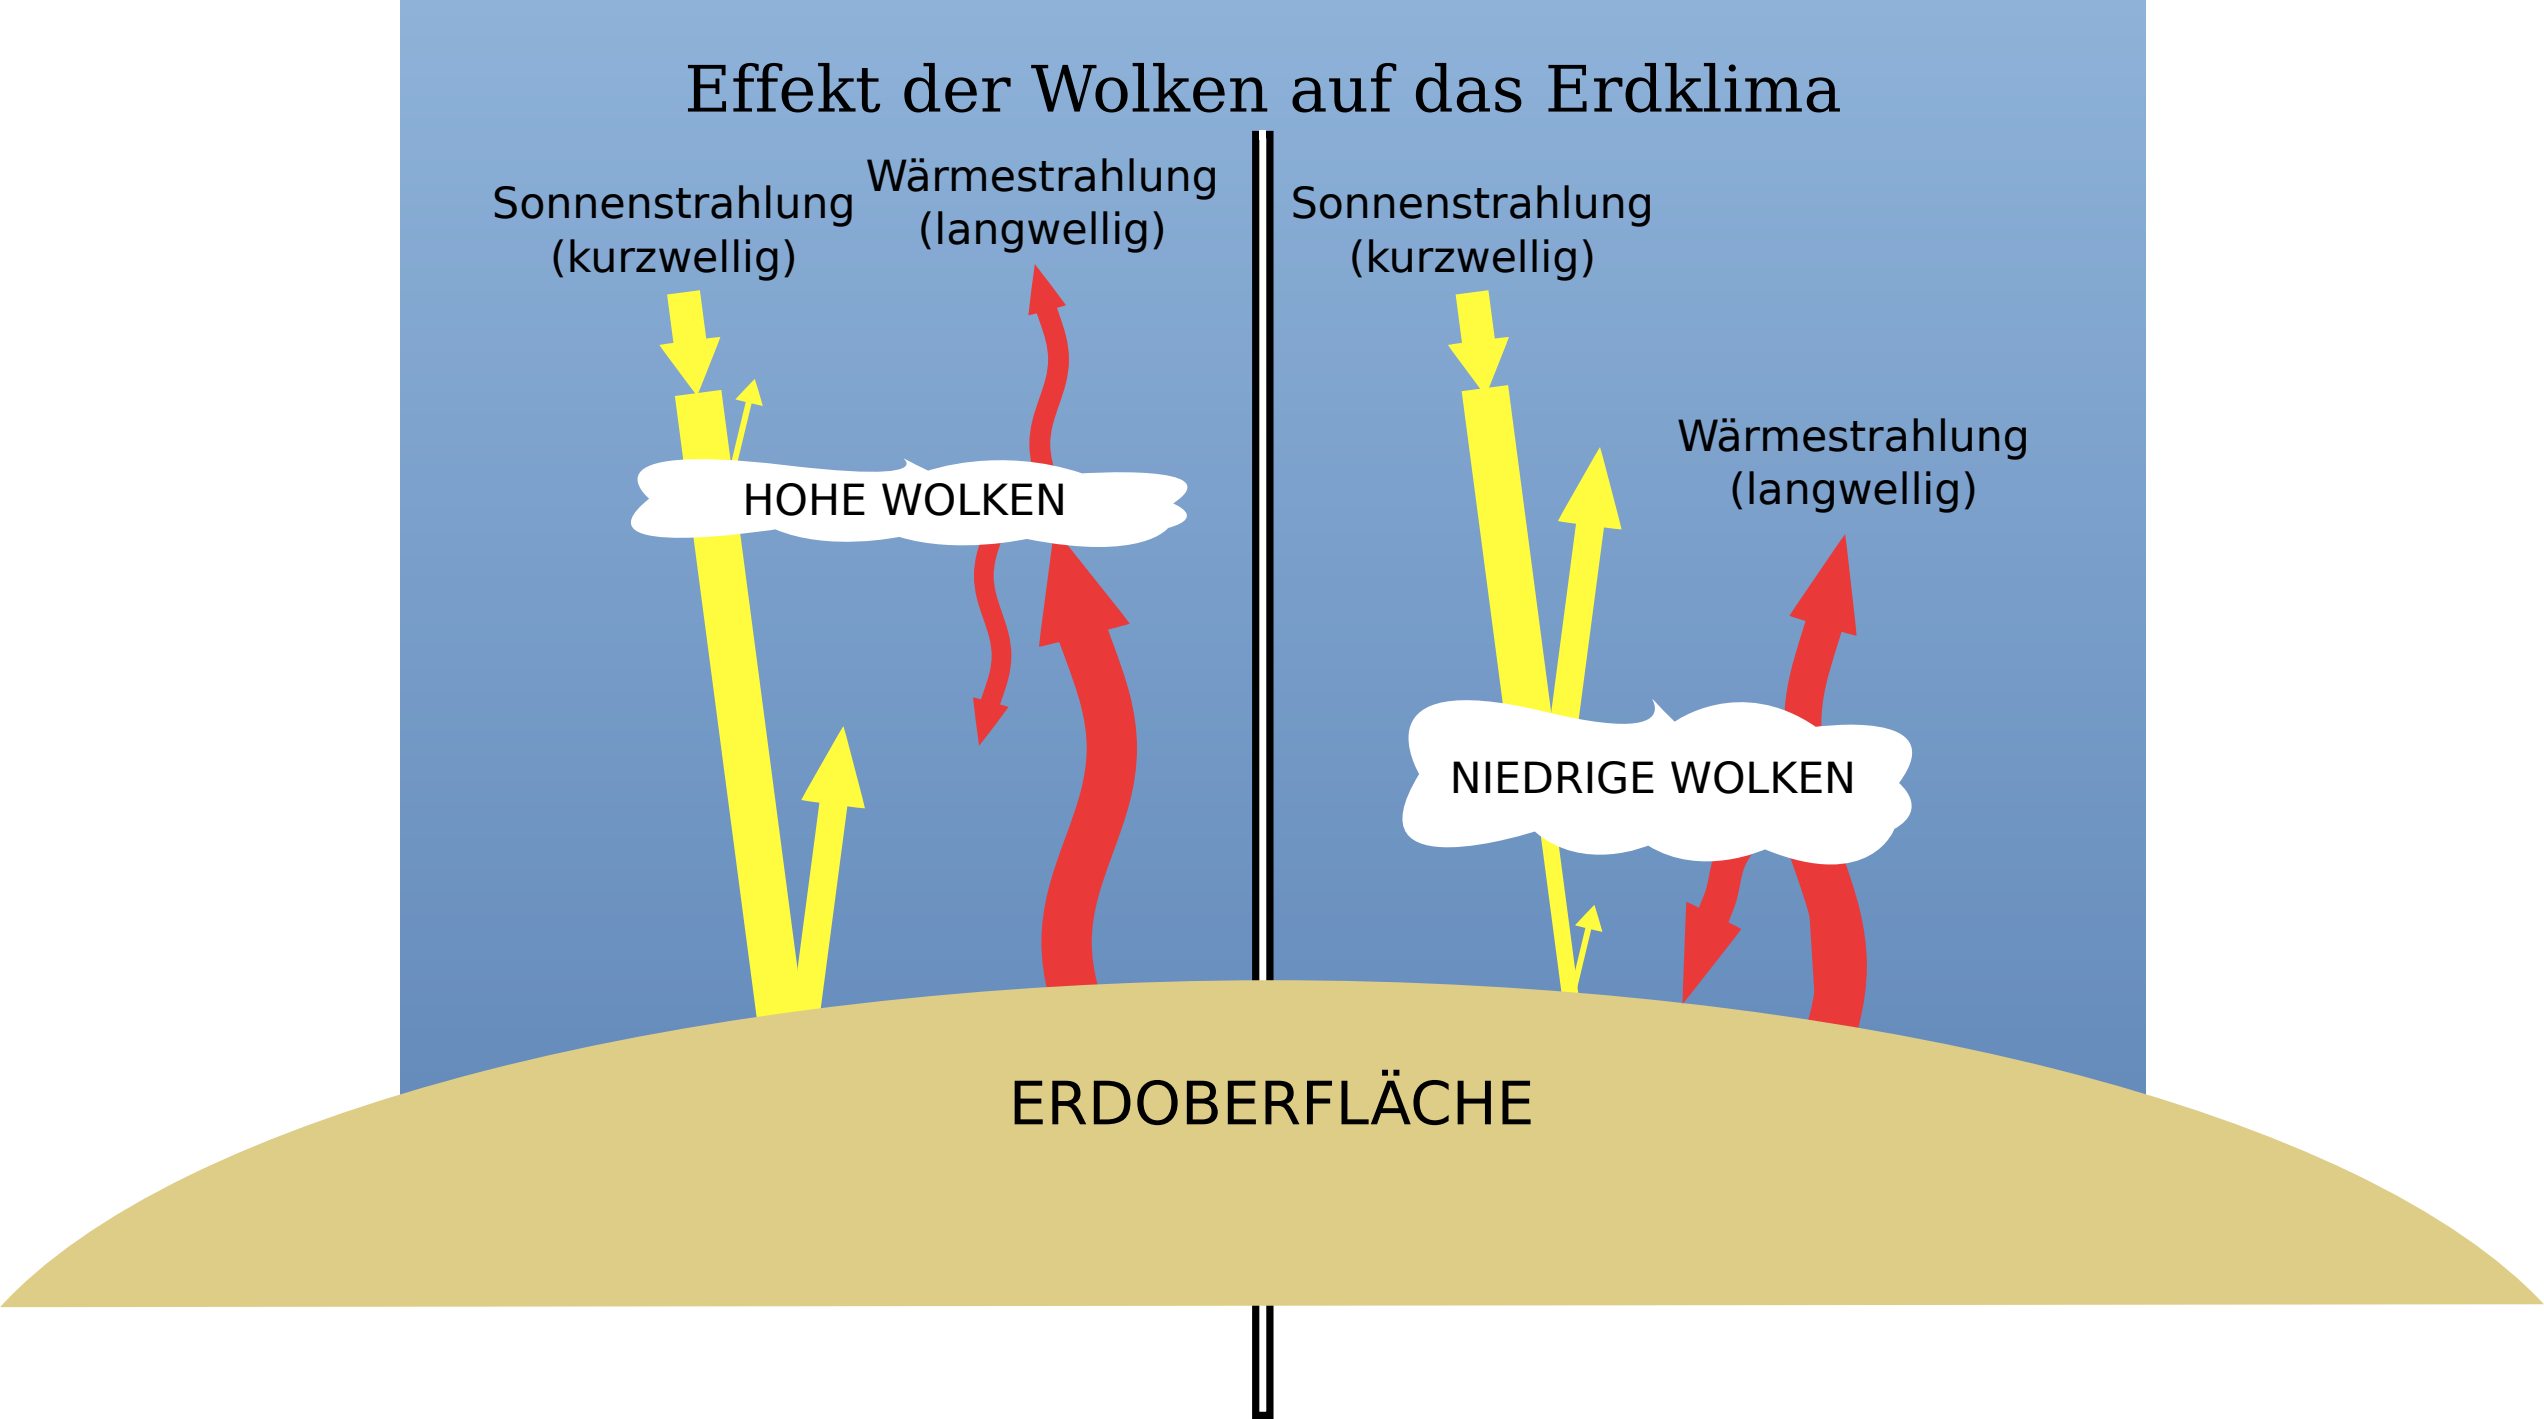 Effekt der Wolken auf das Erdklima
Sonnenstrahlung
(kurzwellig)
Wärmestrahlung
(langwellig)
HOHE WOLKEN
Sonnenstrahlung
(kurzwellig)
Wärmestrahlung
(langwellig)
NIEDRIGE WOLKEN
ERDOBERFLÄCHE